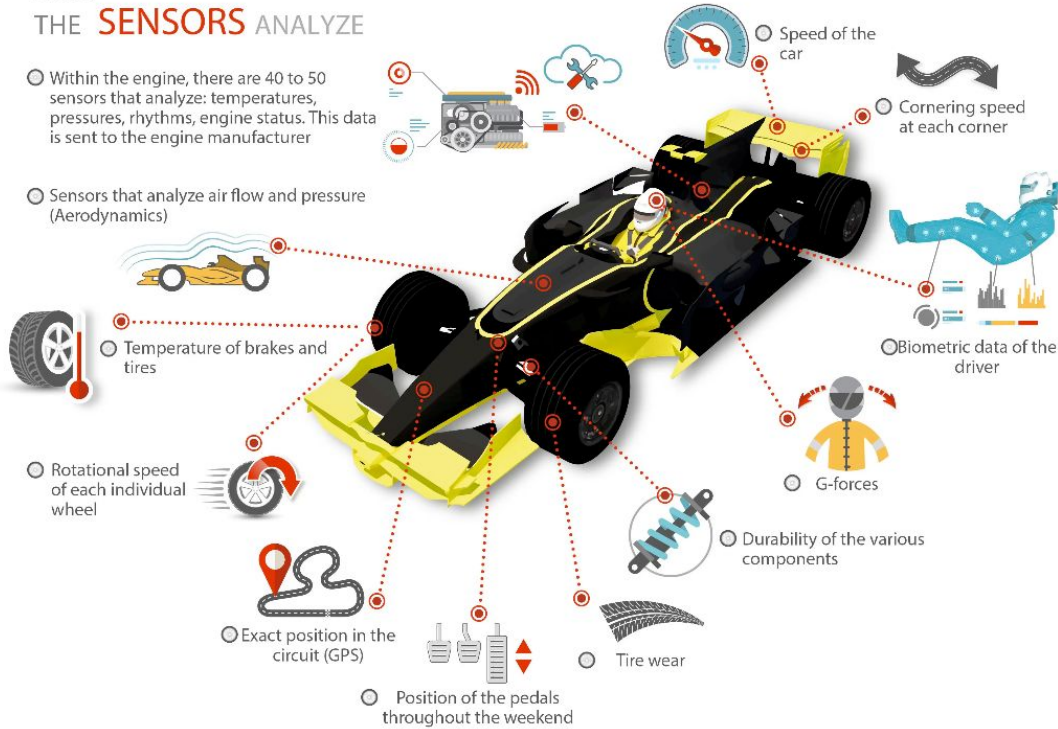 THE SENSORS ANALYZE
Within the engine, there are 40 to 50
sensors that analyze: temperatures,
pressures, rhythms, engine status. This data
is sent to the engine manufacturer
Speed of the
car
Cornering speed
at each corner
Sensors that analyze air flow and pressure
(Aerodynamics)
Temperature of brakes and
tires
Biometric data of the
driver
Rotational speed
of each individual
wheel
G-forces
Durability of the various
components
Exact position in the
circuit (GPS)
Tire wear
Position of the pedals
throughout the weekend